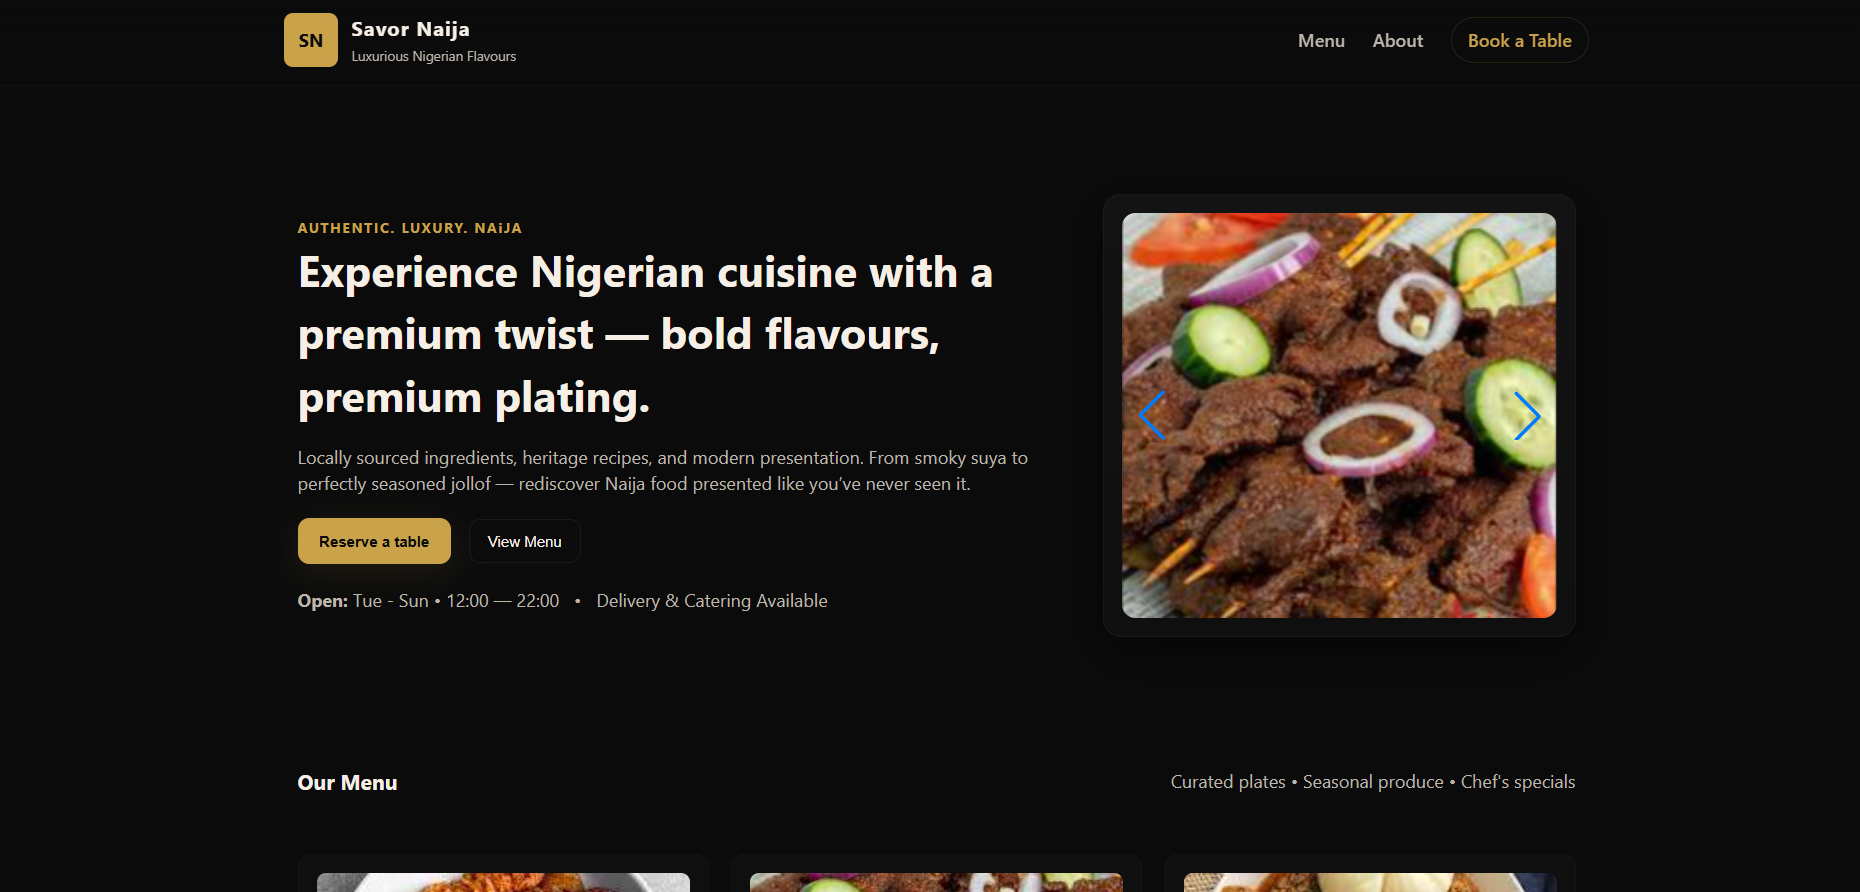 SN
Savor Naija
Luxurious Nigerian Flavours
Menu
About
Book a Table
AUTHENTIC. LUXURY. NAiJA
Experience Nigerian cuisine with a
premium twist — bold flavours,
premium plating.
Locally sourced ingredients, heritage recipes, and modern presentation. From smoky suya to
perfectly seasoned jollof — rediscover Naija food presented like you’ve never seen it.
Reserve a table
View Menu
Open: Tue - Sun • 12:00 — 22:00 • Delivery & Catering Available
Our Menu
Curated plates • Seasonal produce • Chef's specials